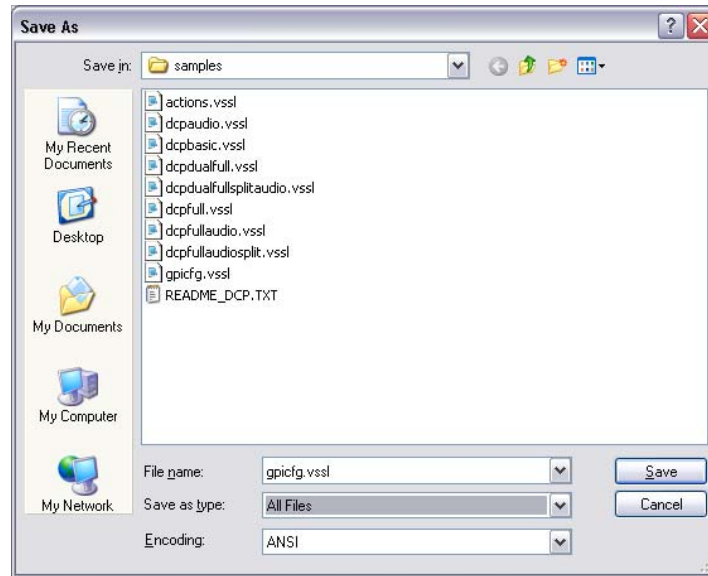 Save As
Save in:
samples
My Recent
Documents
Desktop
My Documents
My Computer
My Network
actions.vssl
dcpaudio.vssl
dcpbasic.vssl
dcpdualfull.vssl
dcpdualfullsplitaudio.vssl
dcpfull.vssl
dcpfullaudio.vssl
dcpfullaudiosplit.vssl
gpicfg.vssl
README_DCP.TXT
File name:
gpicfg.vssl
Save
Save as type:
All Files
Cancel
Encoding:
ANSI